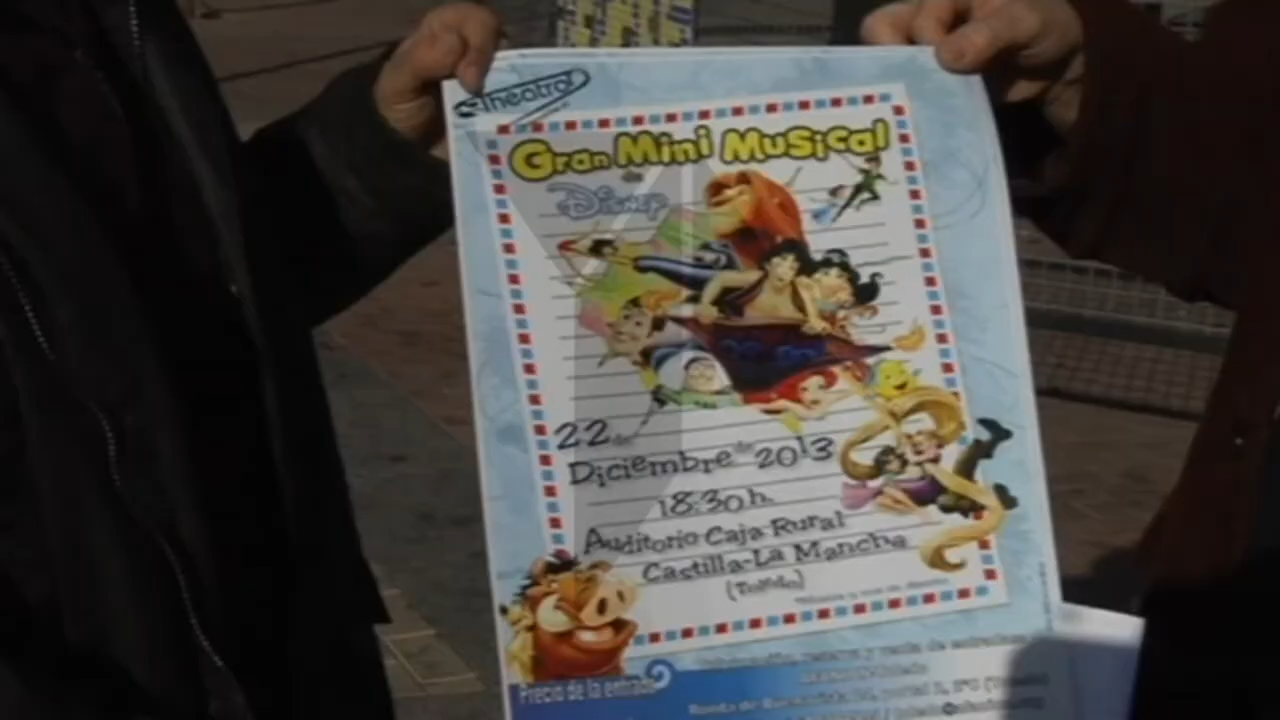 Theatro!
Gran Mini Musical
de
Disney
22 de
Diciembre de 2013
18:30 h.
Auditorio Caja Rural
Castilla-La Mancha
(Toledo)
Precio de la entrada